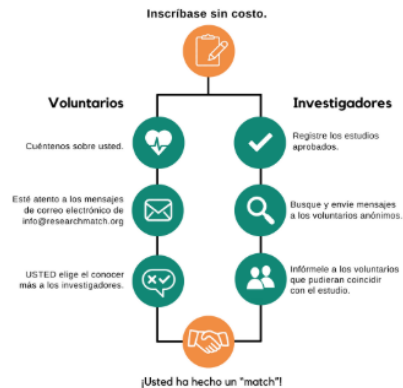 Inscríbase sin costo.
Voluntarios
Cuéntenos sobre usted.
Esté atento a los mensajes
de correo electrónico de
info@researchmatch.org
USTED elige el conocer
más a los investigadores.
Investigadores
Registre los estudios
aprobados.
Busque y envíe mensajes
a los voluntarios anónimos.
Infórmele a los voluntarios
que pudieran coincidir
con el estudio.
¡Usted ha hecho un "match"!